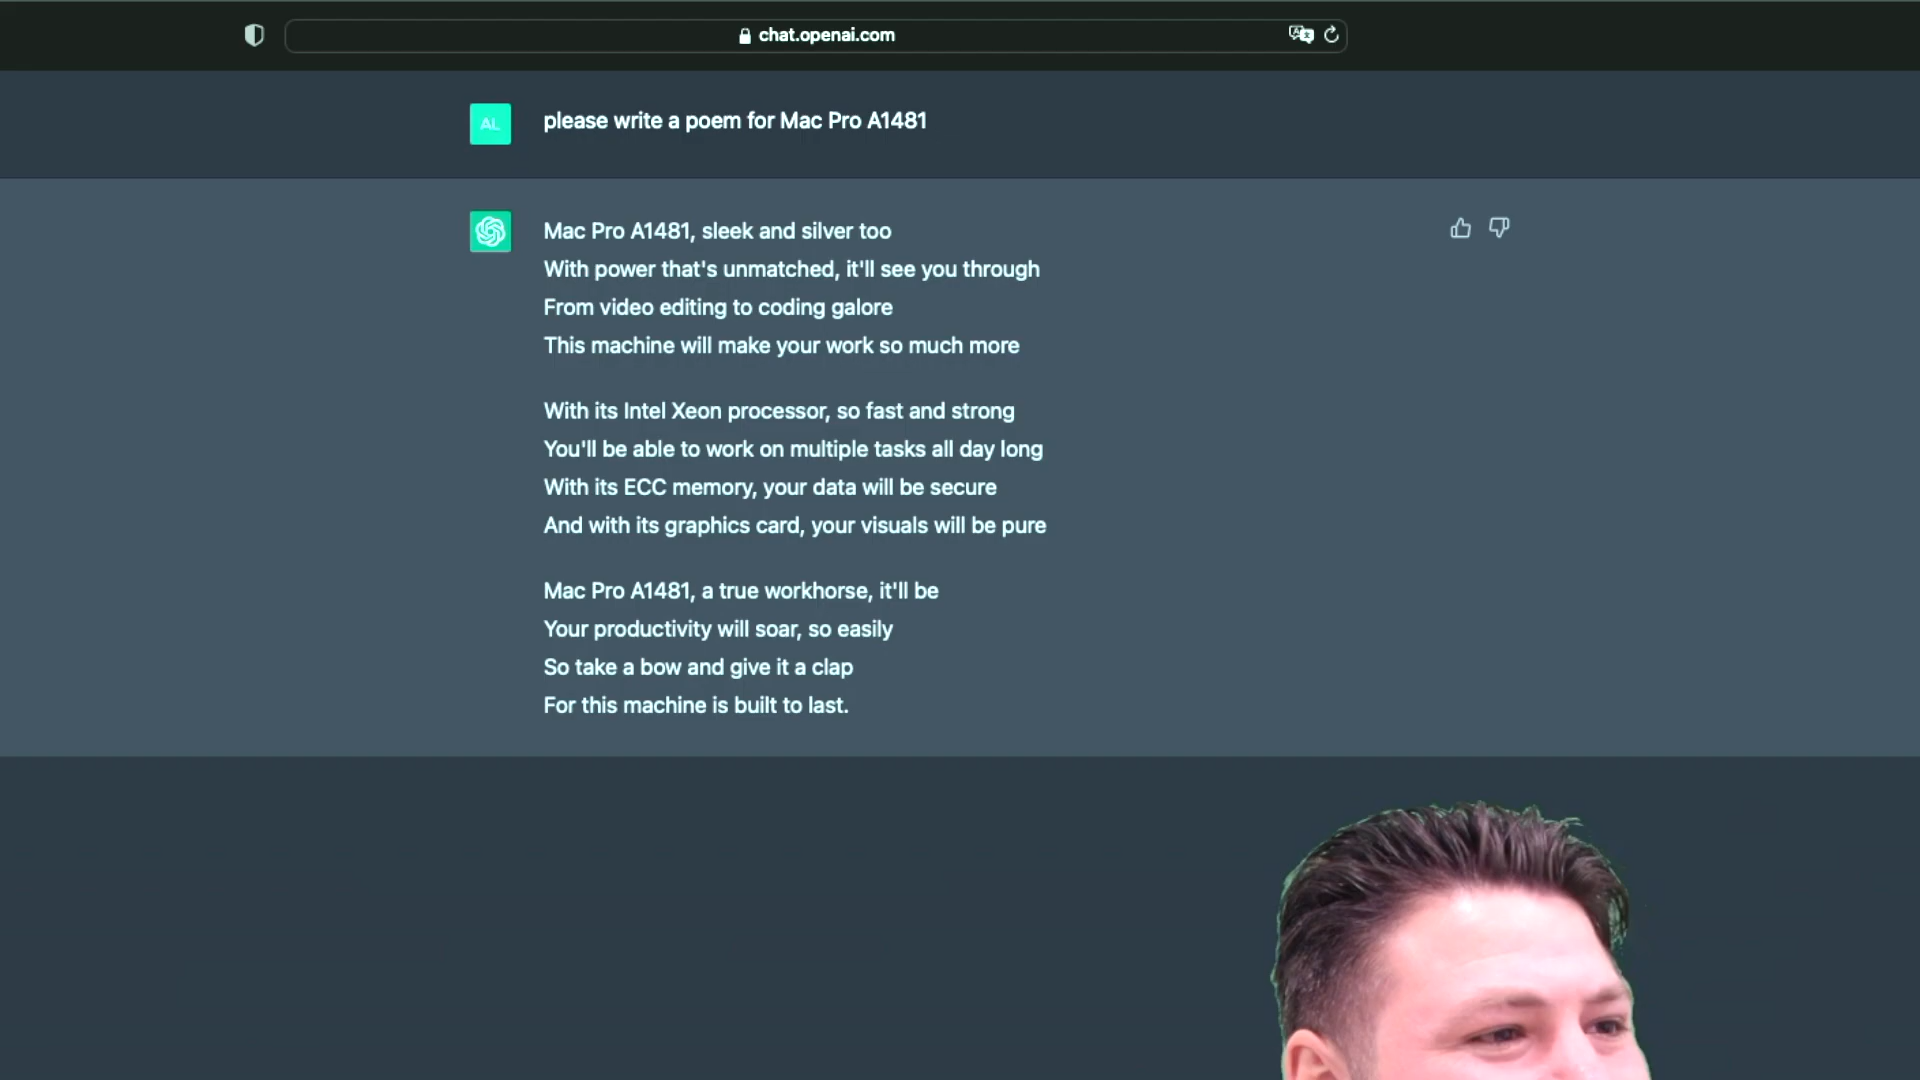 chat.openai.com
AL
please write a poem for Mac Pro A1481
Mac Pro A1481, sleek and silver too
With power that's unmatched, it'll see you through
From video editing to coding galore
This machine will make your work so much more
With its Intel Xeon processor, so fast and strong
You'll be able to work on multiple tasks all day long
With its ECC memory, your data will be secure
And with its graphics card, your visuals will be pure
Mac Pro A1481, a true workhorse, it'll be
Your productivity will soar, so easily
So take a bow and give it a clap
For this machine is built to last.